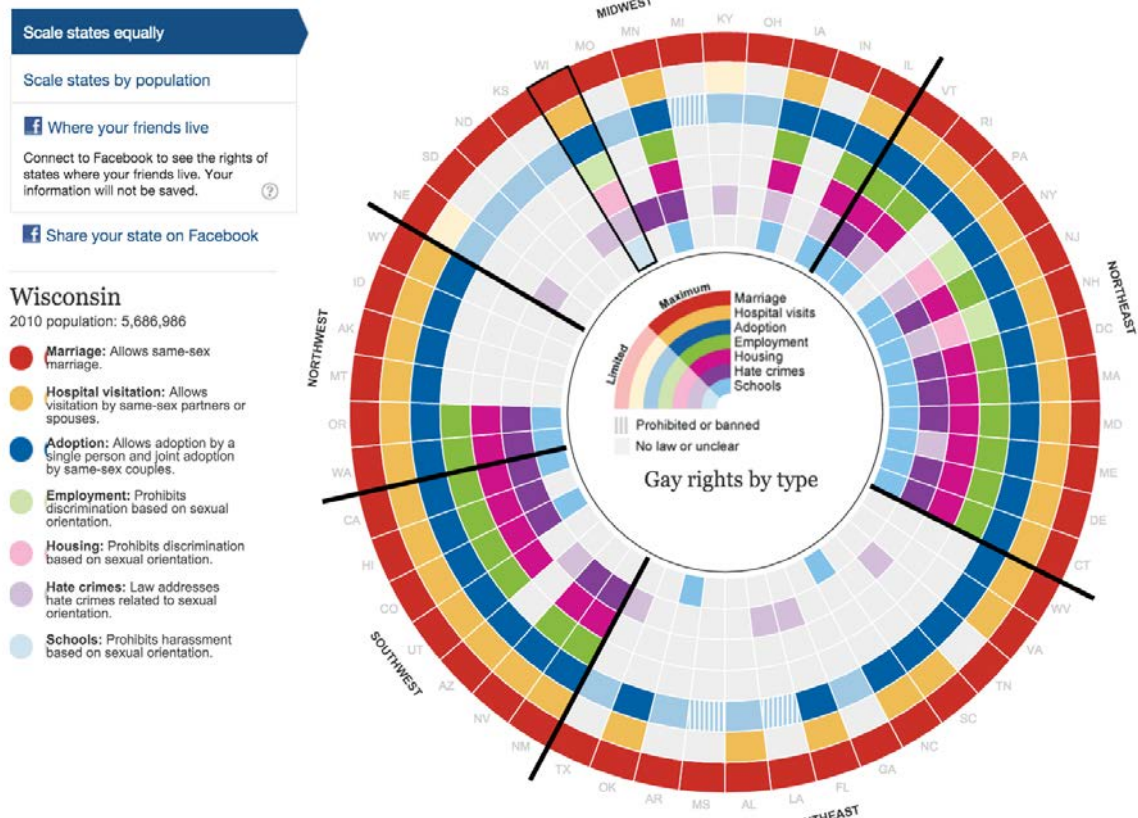 Scale states equally
Scale states by population
Where your friends live
Connect to Facebook to see the rights of
states where your friends live. Your
information will not be saved.
?
Share your state on Facebook
Wisconsin
2010 population: 5,686,986
Marriage: Allows same-sex
marriage.
Hospital visitation: Allows
visitation by same-sex partners or
spouses.
Adoption: Allows adoption by a
single person and joint adoption
by same-sex couples.
Employment: Prohibits
discrimination based on sexual
orientation.
Housing: Prohibits discrimination
based on sexual orientation.
Hate crimes: Law addresses
hate crimes related to sexual
orientation.
Schools: Prohibits harassment
based on sexual orientation.
MIDWEST
NE
SD
ND
KS
WI
MO
MN
MI
KY
OH
IA
IN
IL
NORTHEAST
VT
RI
PA
NY
NJ
NH
DC
MA
MD
ME
DE
CT
WV
VA
TN
SC
NC
GA
FL
LA
AL
MS
AR
OK
TX
SOUTHWEST
NM
NV
AZ
UT
CO
HI
CA
NORTHWEST
WA
OR
MT
AK
ID
WY
Maximum
Limited
Marriage
Hospital visits
Adoption
Employment
Housing
Hate crimes
Schools
Prohibited or banned
No law or unclear
Gay rights by type